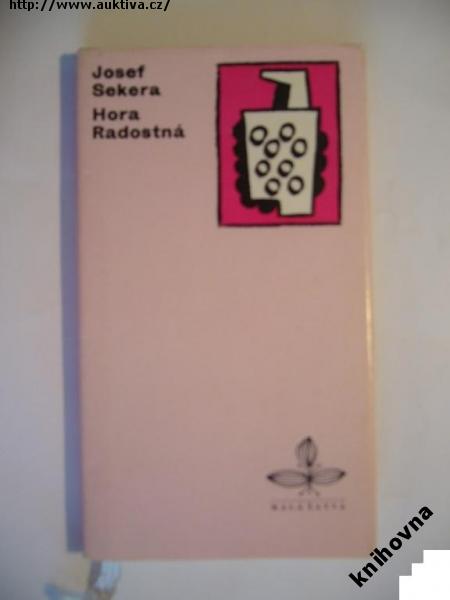 http://www.auktiva.cz/
Josef
Sekera
Hora
Radostná
knihovna